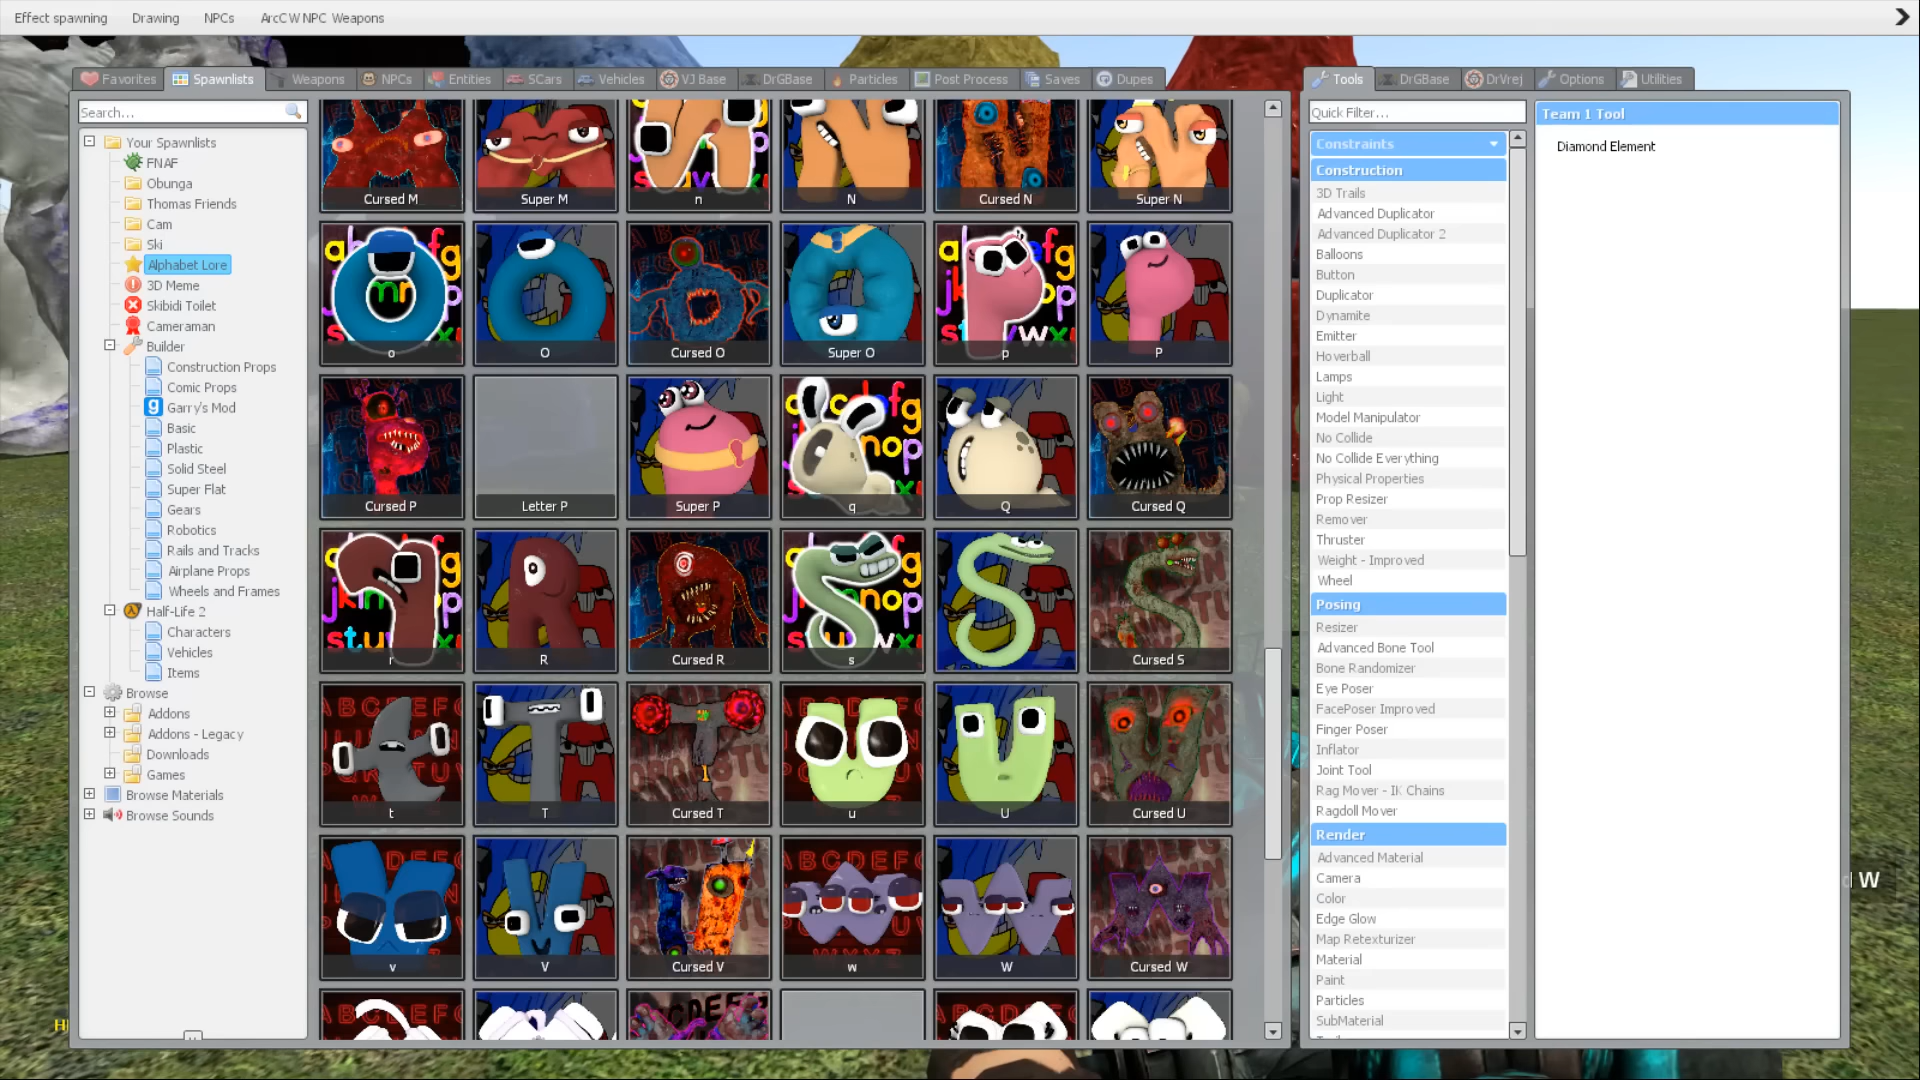 Effect spawning Drawing NPCs ArcCW NPC Weapons
Favorites Spawnlists Weapons NPCs Entities SCars Vehicles VJ Base DrGBase Particles Post Process Saves Dupes
Search...
Your Spawnlists
FNAF
Obunga
Thomas Friends
Cam
Ski
Alphabet Lore
3D Meme
Skibidi Toilet
Cameraman
Builder
Construction Props
Comic Props
Garry's Mod
Basic
Plastic
Solid Steel
Super Flat
Gears
Robotics
Rails and Tracks
Airplane Props
Wheels and Frames
Half-Life 2
Characters
Vehicles
Items
Browse
Addons
Addons - Legacy
Downloads
Games
Browse Materials
Browse Sounds
Cursed M Super M n N Cursed N Super N
o O Cursed O Super O p P
Cursed P Letter P Super P q Q Cursed Q
r R Cursed R s Cursed S
t T Cursed T u U Cursed U
v V Cursed V w W Cursed W
Tools DrGBase DrVrej Options Utilities
Quick Filter...
Constraints
Construction
3D Trails
Advanced Duplicator
Advanced Duplicator 2
Balloons
Button
Duplicator
Dynamite
Emitter
Hoverball
Lamps
Light
Model Manipulator
No Collide
No Collide Everything
Physical Properties
Prop Resizer
Remover
Thruster
Weight - Improved
Wheel
Posing
Resizer
Advanced Bone Tool
Bone Randomizer
Eye Poser
FacePoser Improved
Finger Poser
Inflator
Joint Tool
Rag Mover - IK Chains
Ragdoll Mover
Render
Advanced Material
Camera
Color
Edge Glow
Map Retexturizer
Material
Paint
Particles
SubMaterial
Team 1 Tool
Diamond Element
W